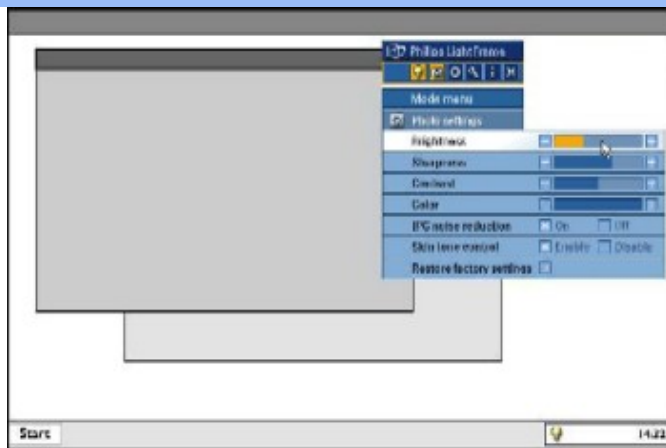 Philips LightFrame
Mode menu
Photo settings
Brightness
Sharpness
Contrast
Color
JPG noise reduction On Off
Skin tone control Enable Disable
Restore factory settings
Start